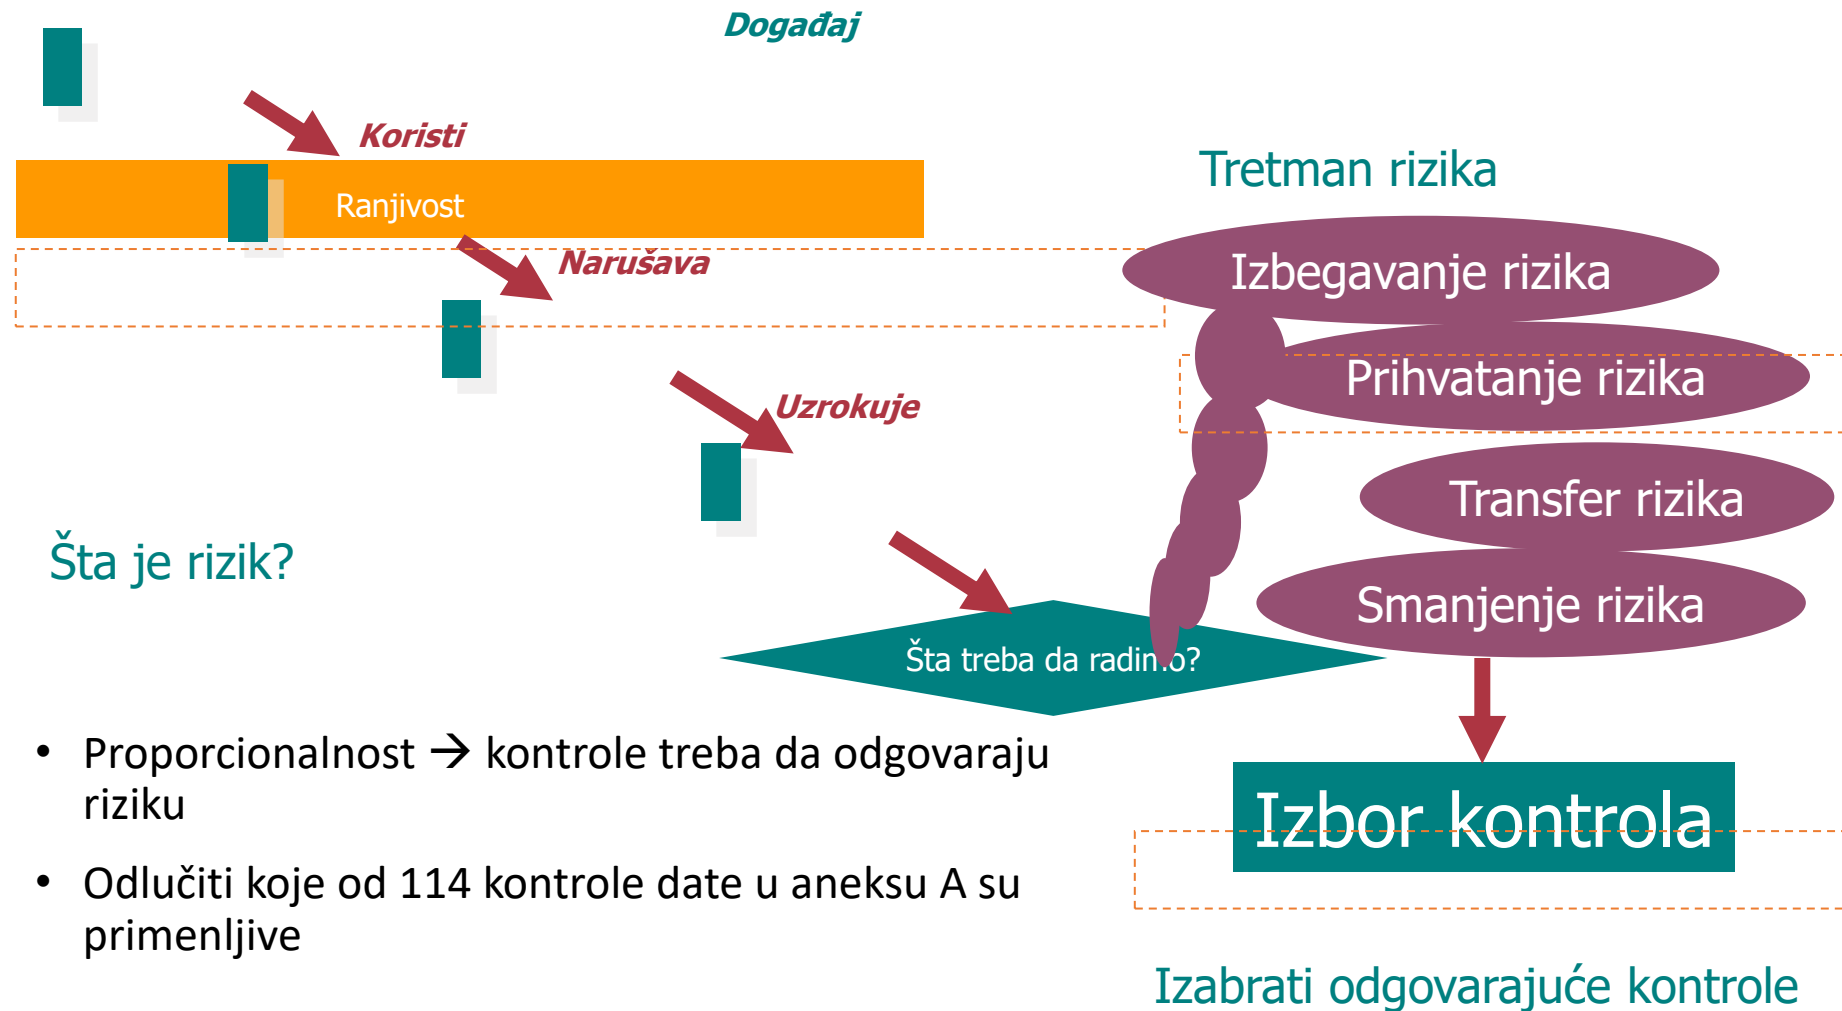 Događaj
Koristi
Ranjivost
Narušava
Uzrokuje
Šta je rizik?
Šta treba da radimo?
Tretman rizika
Izbegavanje rizika
Prihvatanje rizika
Transfer rizika
Smanjenje rizika
Izbor kontrola
Izabrati odgovarajuće kontrole
• Proporcionalnost → kontrole treba da odgovaraju
riziku
• Odlučiti koje od 114 kontrole date u aneksu A su
primenljive